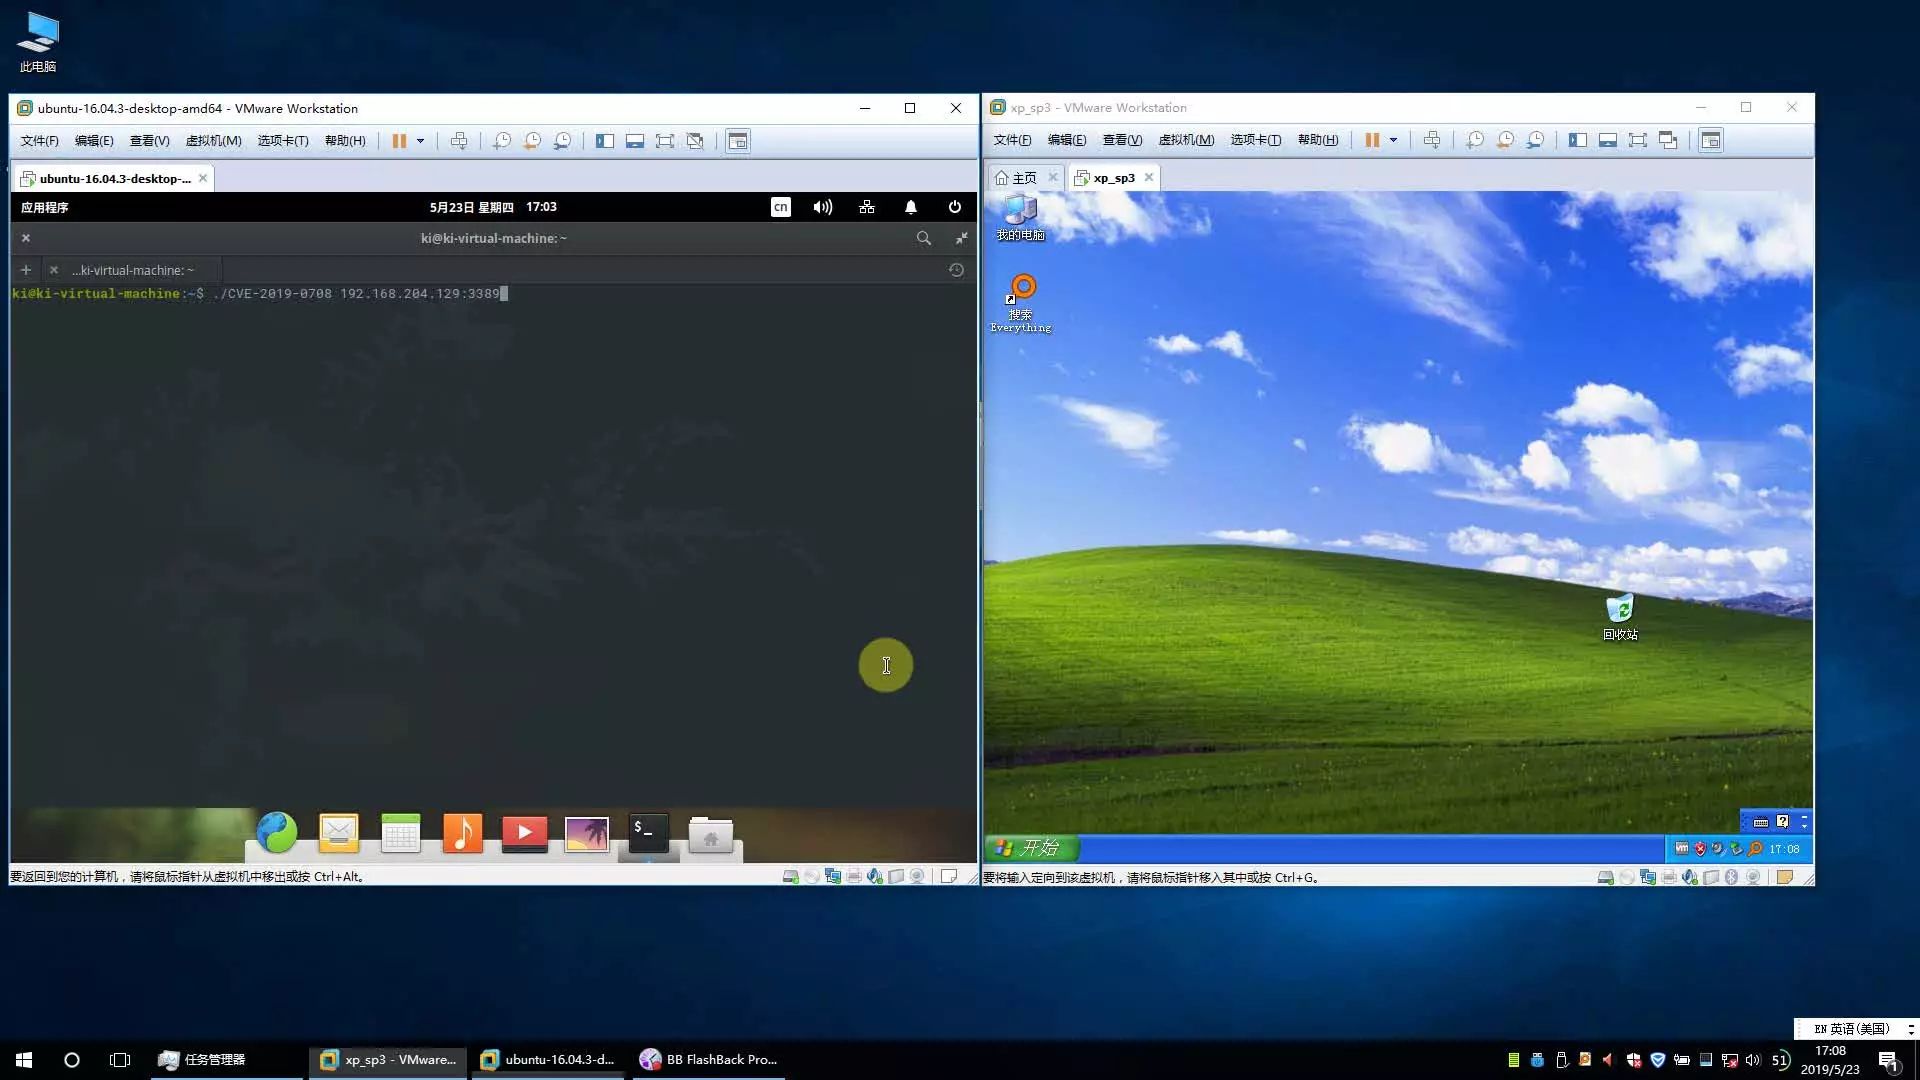 此电脑
ubuntu-16.04.3-desktop-amd64 - VMware Workstation
文件(F) 编辑(E) 查看(V) 虚拟机(M) 选项卡(T) 帮助(H)
ubuntu-16.04.3-desktop-...
应用程序 5月23日 星期四 17:03 cn
ki@ki-virtual-machine: ~
...ki-virtual-machine: ~
ki@ki-virtual-machine:~$ ./CVE-2019-0708 192.168.204.129:3389
要返回到您的计算机，请将鼠标指针从虚拟机中移出或按 Ctrl+Alt。
xp_sp3 - VMware Workstation
文件(F) 编辑(E) 查看(V) 虚拟机(M) 选项卡(T) 帮助(H)
主页 xp_sp3
我的电脑
搜索
Everything
回收站
开始 17:08
要将输入定向到该虚拟机，请将鼠标指针移入其中或按 Ctrl+G。
EN 英语(美国)
任务管理器 xp_sp3 - VMware... ubuntu-16.04.3-d... BB FlashBack Pro... 51 17:08
2019/5/23 1